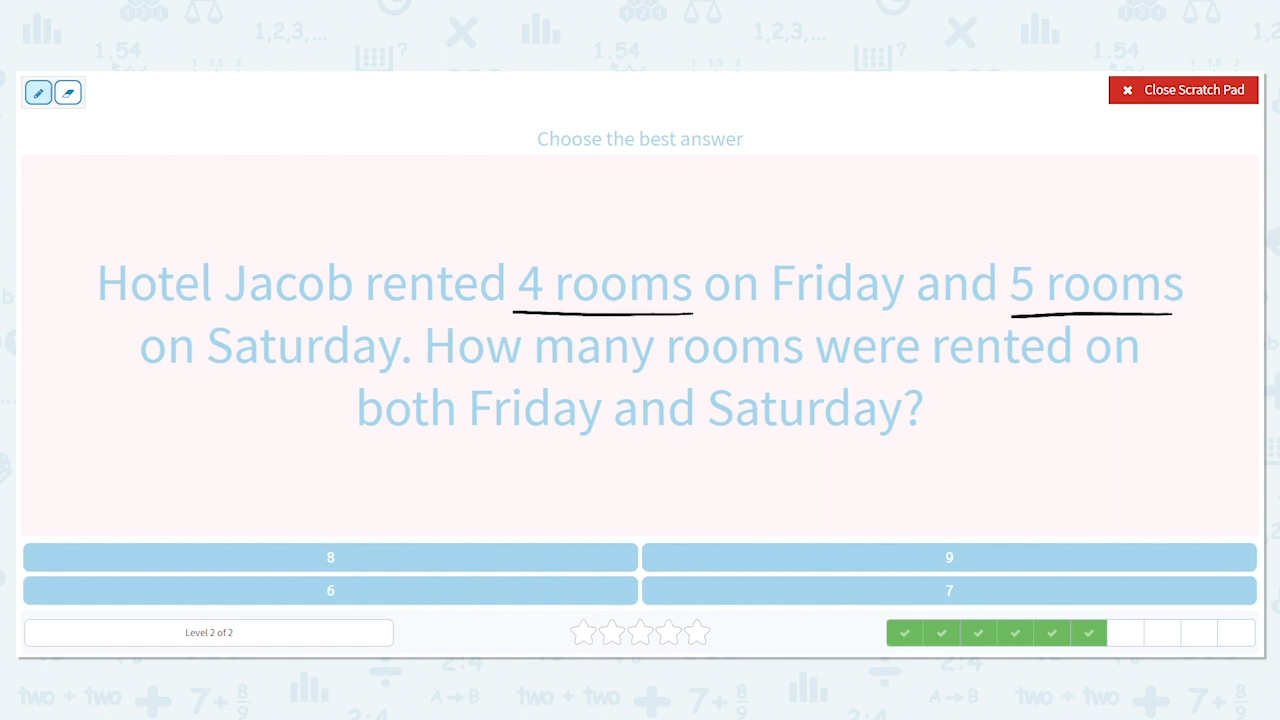 Close Scratch Pad
Choose the best answer
Hotel Jacob rented 4 rooms on Friday and 5 rooms
on Saturday. How many rooms were rented on
both Friday and Saturday?
8
9
6
7
Level 2 of 2